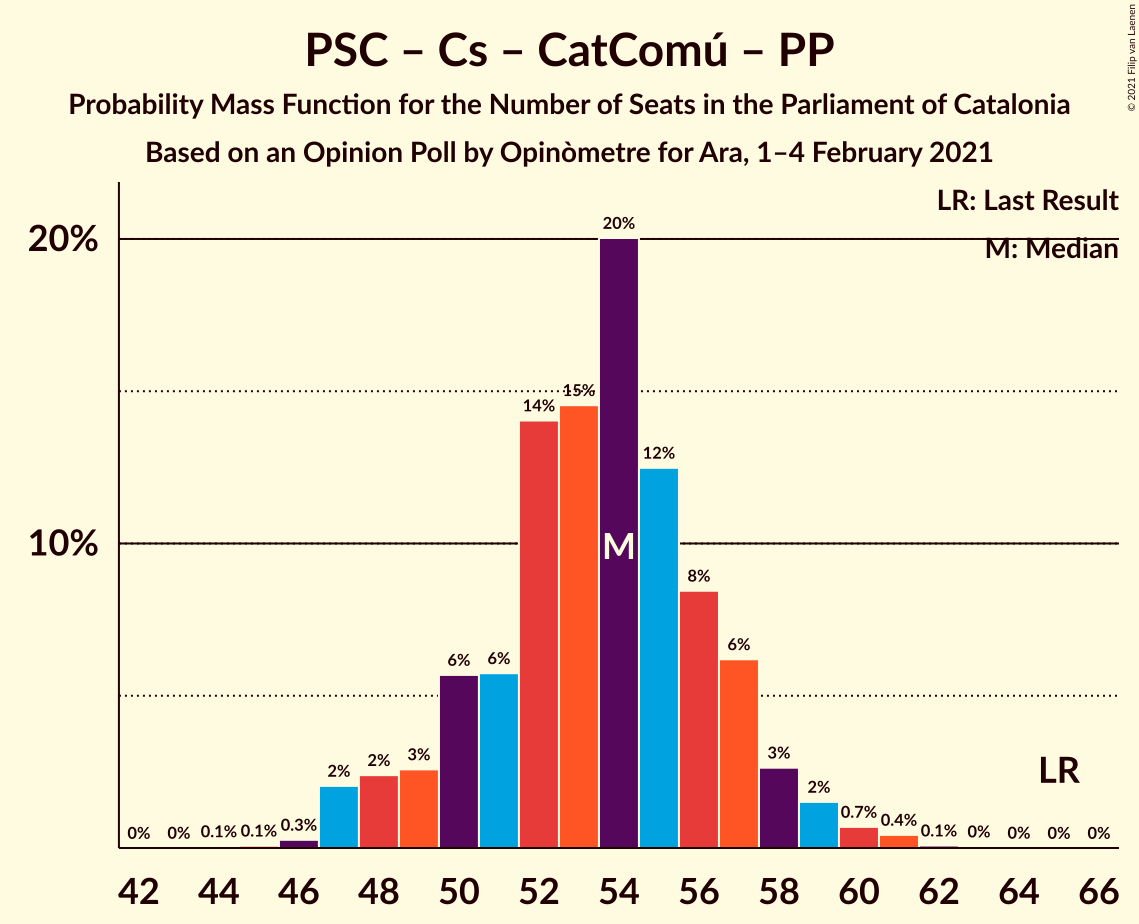 PSC – Cs – CatComú – PP
Probability Mass Function for the Number of Seats in the Parliament of Catalonia
Based on an Opinion Poll by Opinòmetre for Ara, 1–4 February 2021
© 2021 Filip van Laenen
LR: Last Result
M: Median
20%
10%
0% 0% 0.1% 0.1% 0.3% 2% 2% 3% 6% 6% 14% 15% 20% 12% 8% 6% 3% 2% 0.7% 0.4% 0.1% 0% 0% 0% 0%
M
LR
42 44 46 48 50 52 54 56 58 60 62 64 66